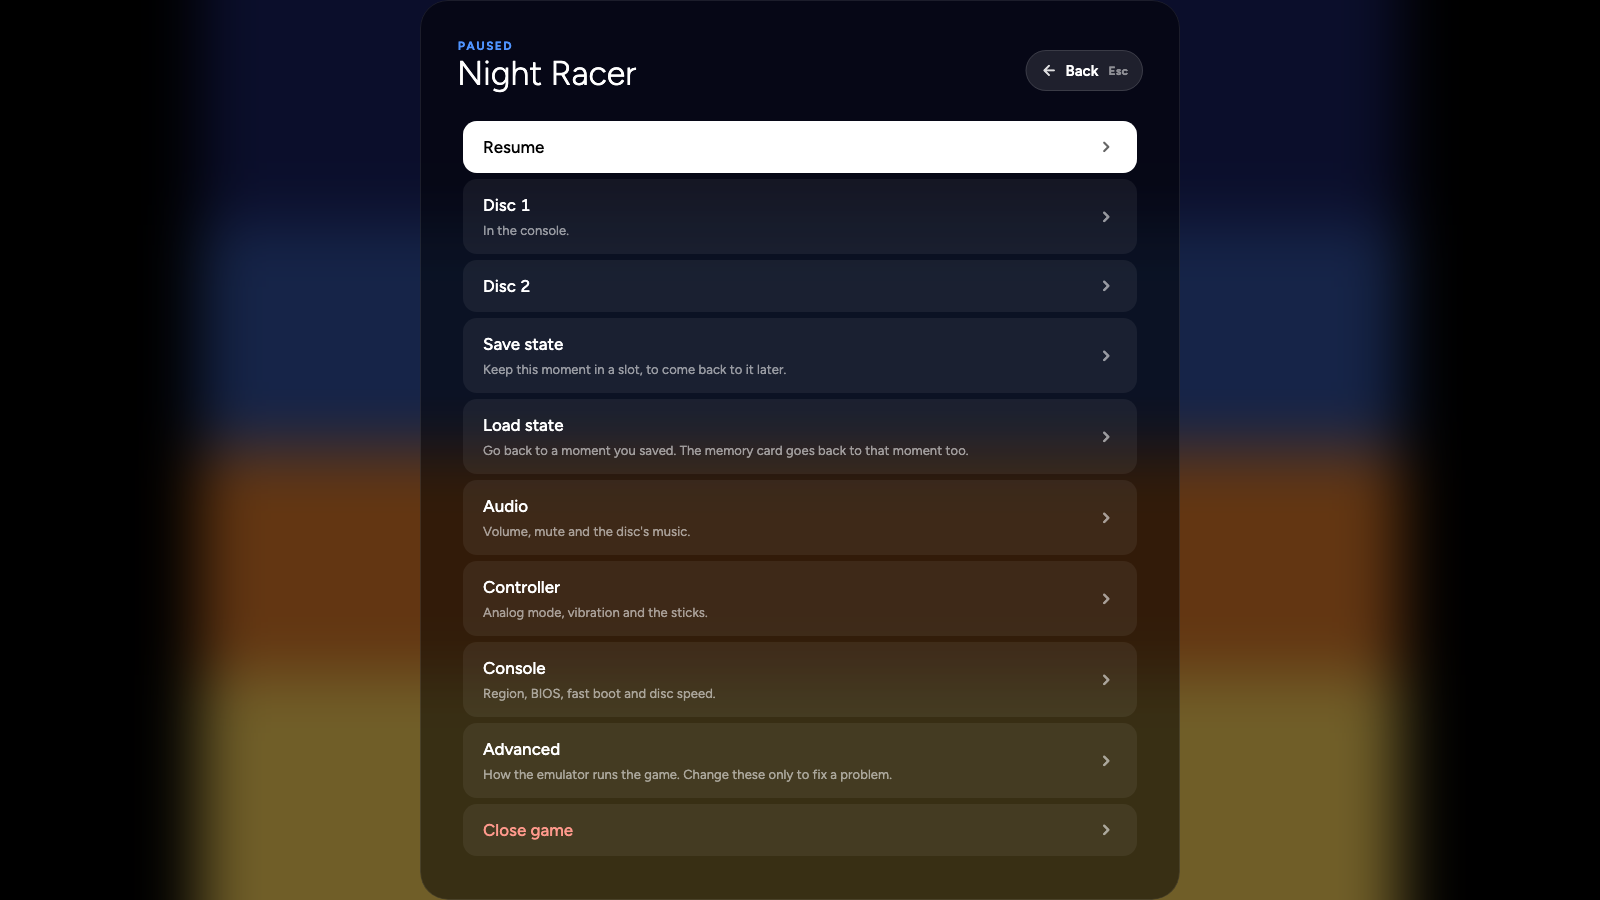 PAUSED
Night Racer
Back Esc
Resume
Disc 1
In the console.
Disc 2
Save state
Keep this moment in a slot, to come back to it later.
Load state
Go back to a moment you saved. The memory card goes back to that moment too.
Audio
Volume, mute and the disc's music.
Controller
Analog mode, vibration and the sticks.
Console
Region, BIOS, fast boot and disc speed.
Advanced
How the emulator runs the game. Change these only to fix a problem.
Close game